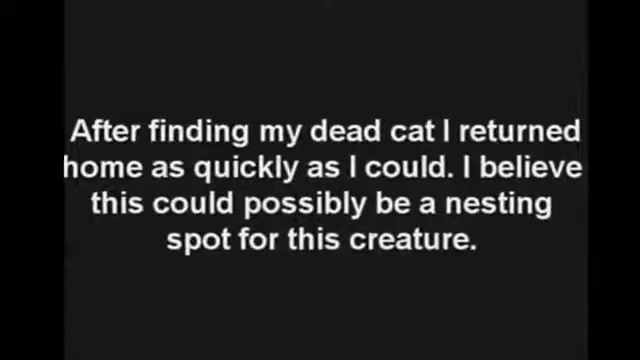 After finding my dead cat I returned
home as quickly as I could. I believe
this could possibly be a nesting
spot for this creature.